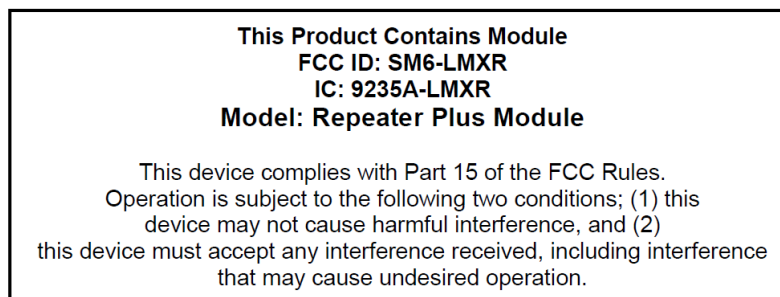 This Product Contains Module
FCC ID: SM6-LMXR
IC: 9235A-LMXR
Model: Repeater Plus Module
This device complies with Part 15 of the FCC Rules.
Operation is subject to the following two conditions; (1) this
device may not cause harmful interference, and (2)
this device must accept any interference received, including interference
that may cause undesired operation.